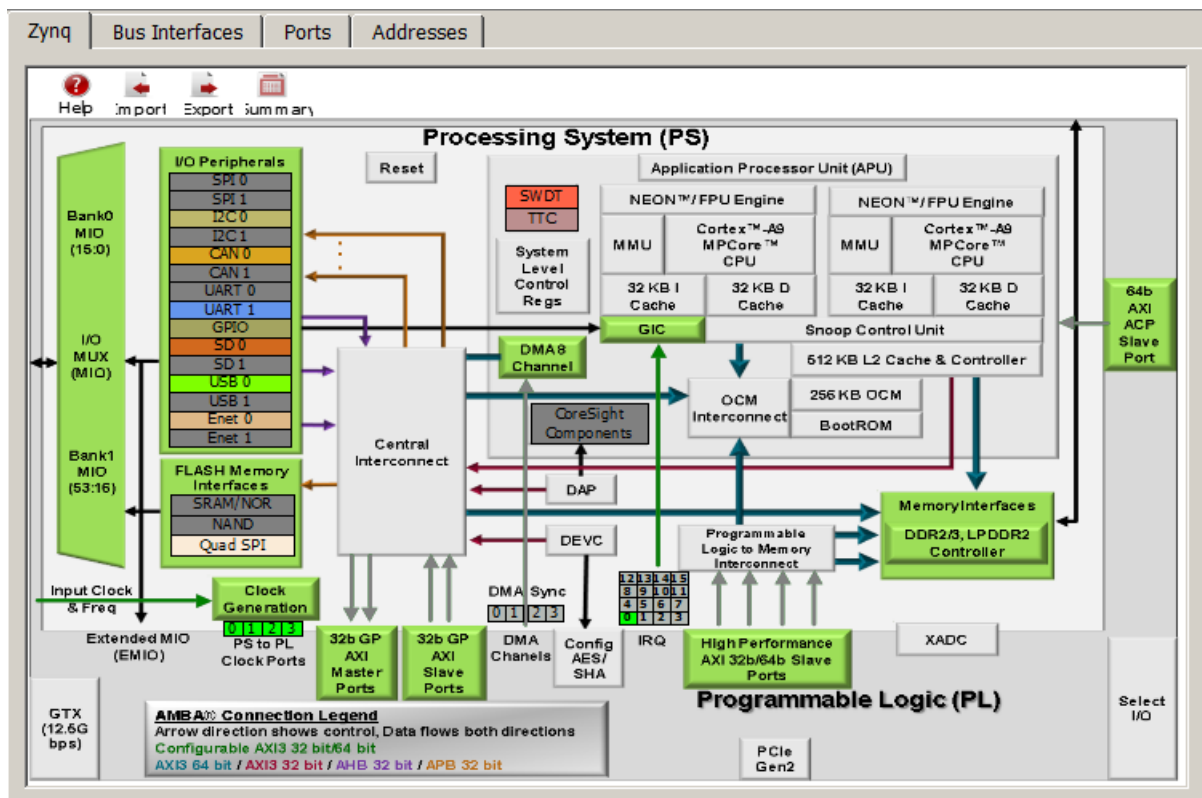 Zynq
Bus Interfaces
Ports
Addresses
Help
Import
Export
Summary
Processing System (PS)
Bank0
MIO
(15:0)
I/O
MUX
(MIO)
Bank1
MIO
(53:16)
I/O Peripherals
SPI 0
SPI 1
I2C 0
I2C 1
CAN 0
CAN 1
UART 0
UART 1
GPIO
SD 0
SD 1
USB 0
USB 1
Enet 0
Enet 1
FLASH Memory
Interfaces
SRAM/NOR
NAND
Quad SPI
Reset
Application Processor Unit (APU)
SWDT
TTC
System
Level
Control
Regs
NEON™/FPU Engine
MMU
Cortex™-A9
MPCore™
CPU
32 KB I
Cache
32 KB D
Cache
NEON™/FPU Engine
MMU
Cortex™-A9
MPCore™
CPU
32 KB I
Cache
32 KB D
Cache
GIC
Snoop Control Unit
DMA8
Channel
512 KB L2 Cache & Controller
OCM
Interconnect
256 KB OCM
BootROM
CoreSight
Components
Central
Interconnect
DAP
DEVC
64b
AXI
ACP
Slave
Port
Memory Interfaces
DDR2/3, LPDDR2
Controller
Programmable
Logic to Memory
Interconnect
Input Clock
& Freq
Clock
Generation
0 1 2 3
PS to PL
Clock Ports
Extended MIO
(EMIO)
DMA Sync
0 1 2 3
DMA
Chanels
12 13 14 15
8 9 10 11
4 5 6 7
0 1 2 3
IRQ
32b GP
AXI
Master
Ports
32b GP
AXI
Slave
Ports
Config
AES/
SHA
High Performance
AXI 32b/64b Slave
Ports
XADC
Programmable Logic (PL)
GTX
(12.5G
bps)
Select
I/O
PCIe
Gen2
AMBA® Connection Legend
Arrow direction shows control, Data flows both directions
Configurable AXI3 32 bit/64 bit
AXI3 64 bit / AXI3 32 bit / AHB 32 bit / APB 32 bit